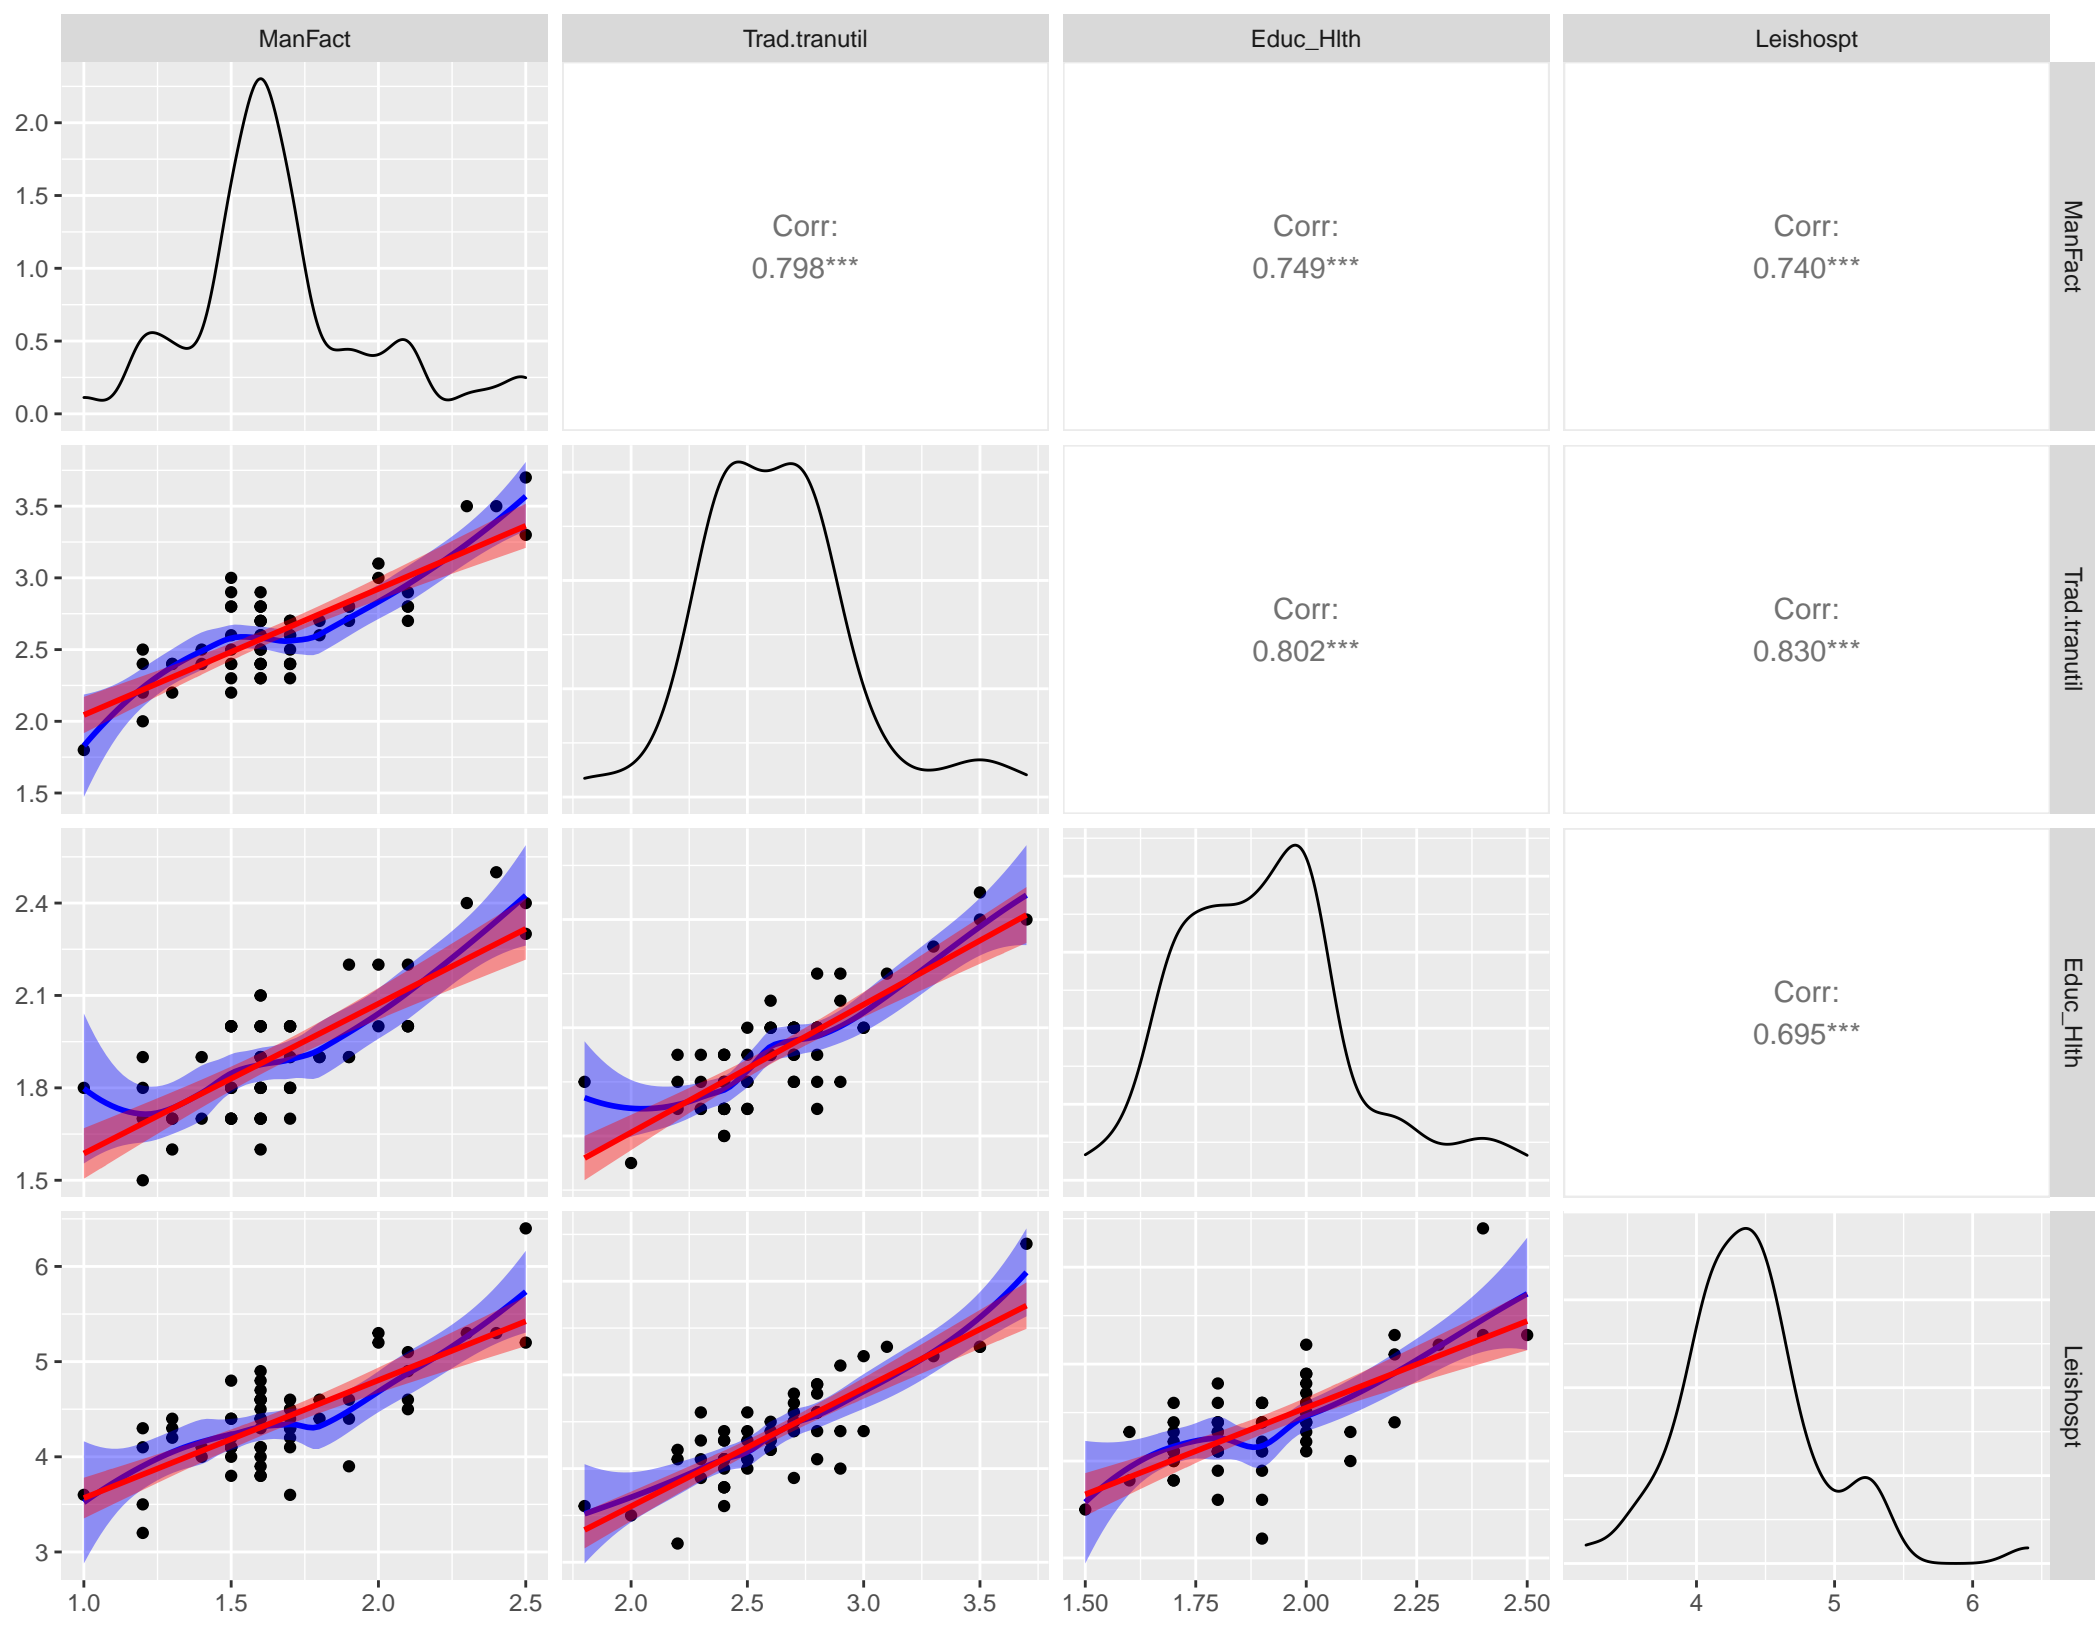 ManFact
Trad.tranutil
Educ_Hlth
Leishospt
2.0
1.5
1.0
0.5
0.0
Corr:
0.798***
Corr:
0.749***
Corr:
0.740***
ManFact
3.5
3.0
2.5
2.0
1.5
Corr:
0.802***
Corr:
0.830***
Trad.tranutil
2.4
2.1
1.8
1.5
Corr:
0.695***
Educ_Hlth
6
5
4
3
Leishospt
1.0 1.5 2.0 2.5
2.0 2.5 3.0 3.5
1.50 1.75 2.00 2.25 2.50
4 5 6